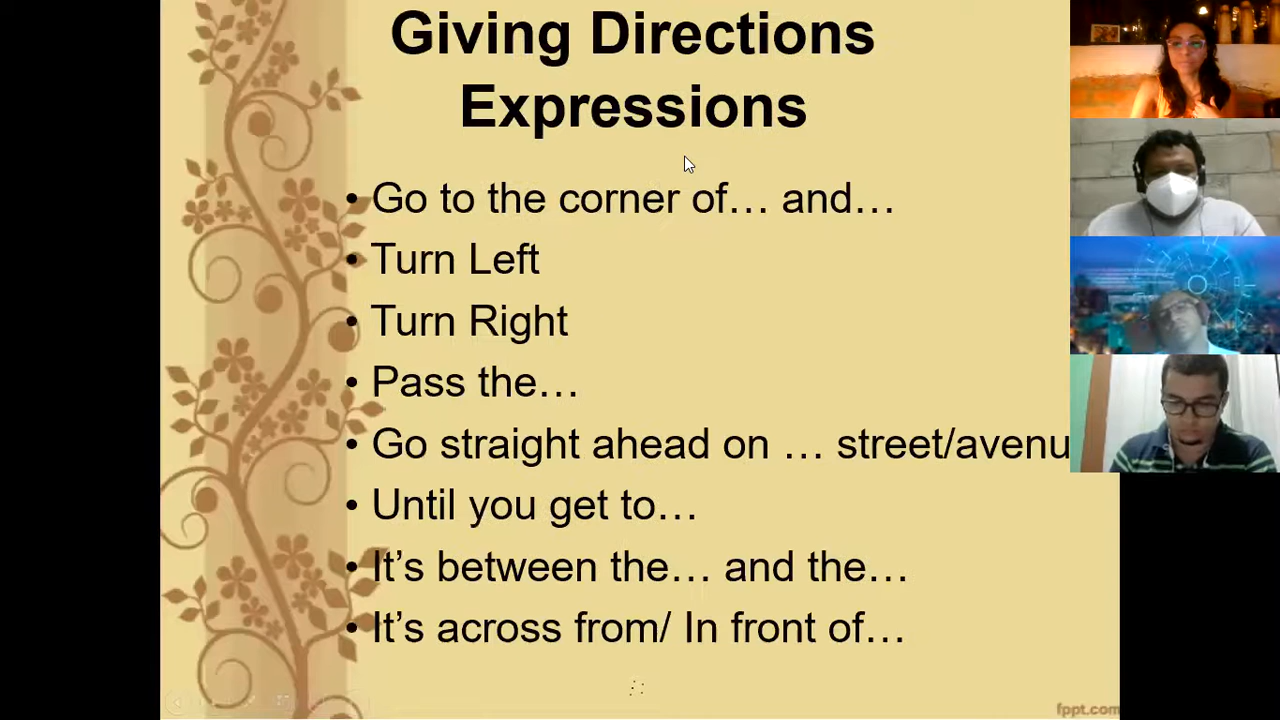 Giving Directions
Expressions
• Go to the corner of… and…
• Turn Left
• Turn Right
• Pass the…
• Go straight ahead on … street/avenu
• Until you get to…
• It’s between the… and the…
• It’s across from/ In front of…
fppt.com